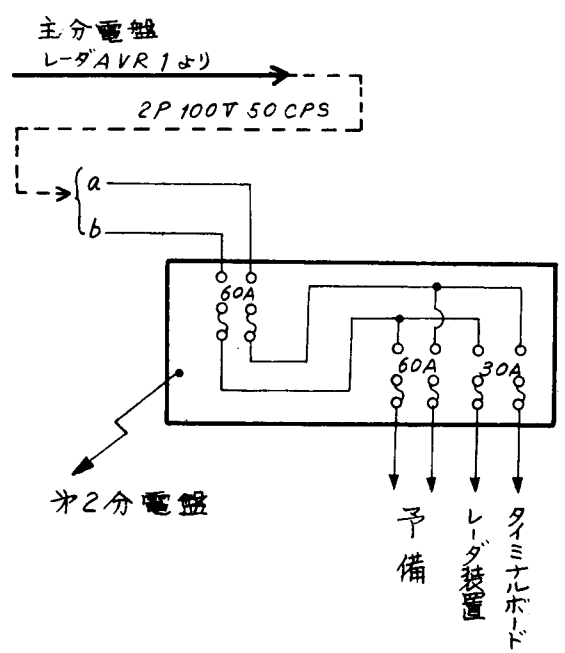 主分電盤
レーダAVR1より
2P 100V 50CPS
a
b
60A
60A
30A
㐧2分電盤
予備
レーダ装置
タイミナルボード